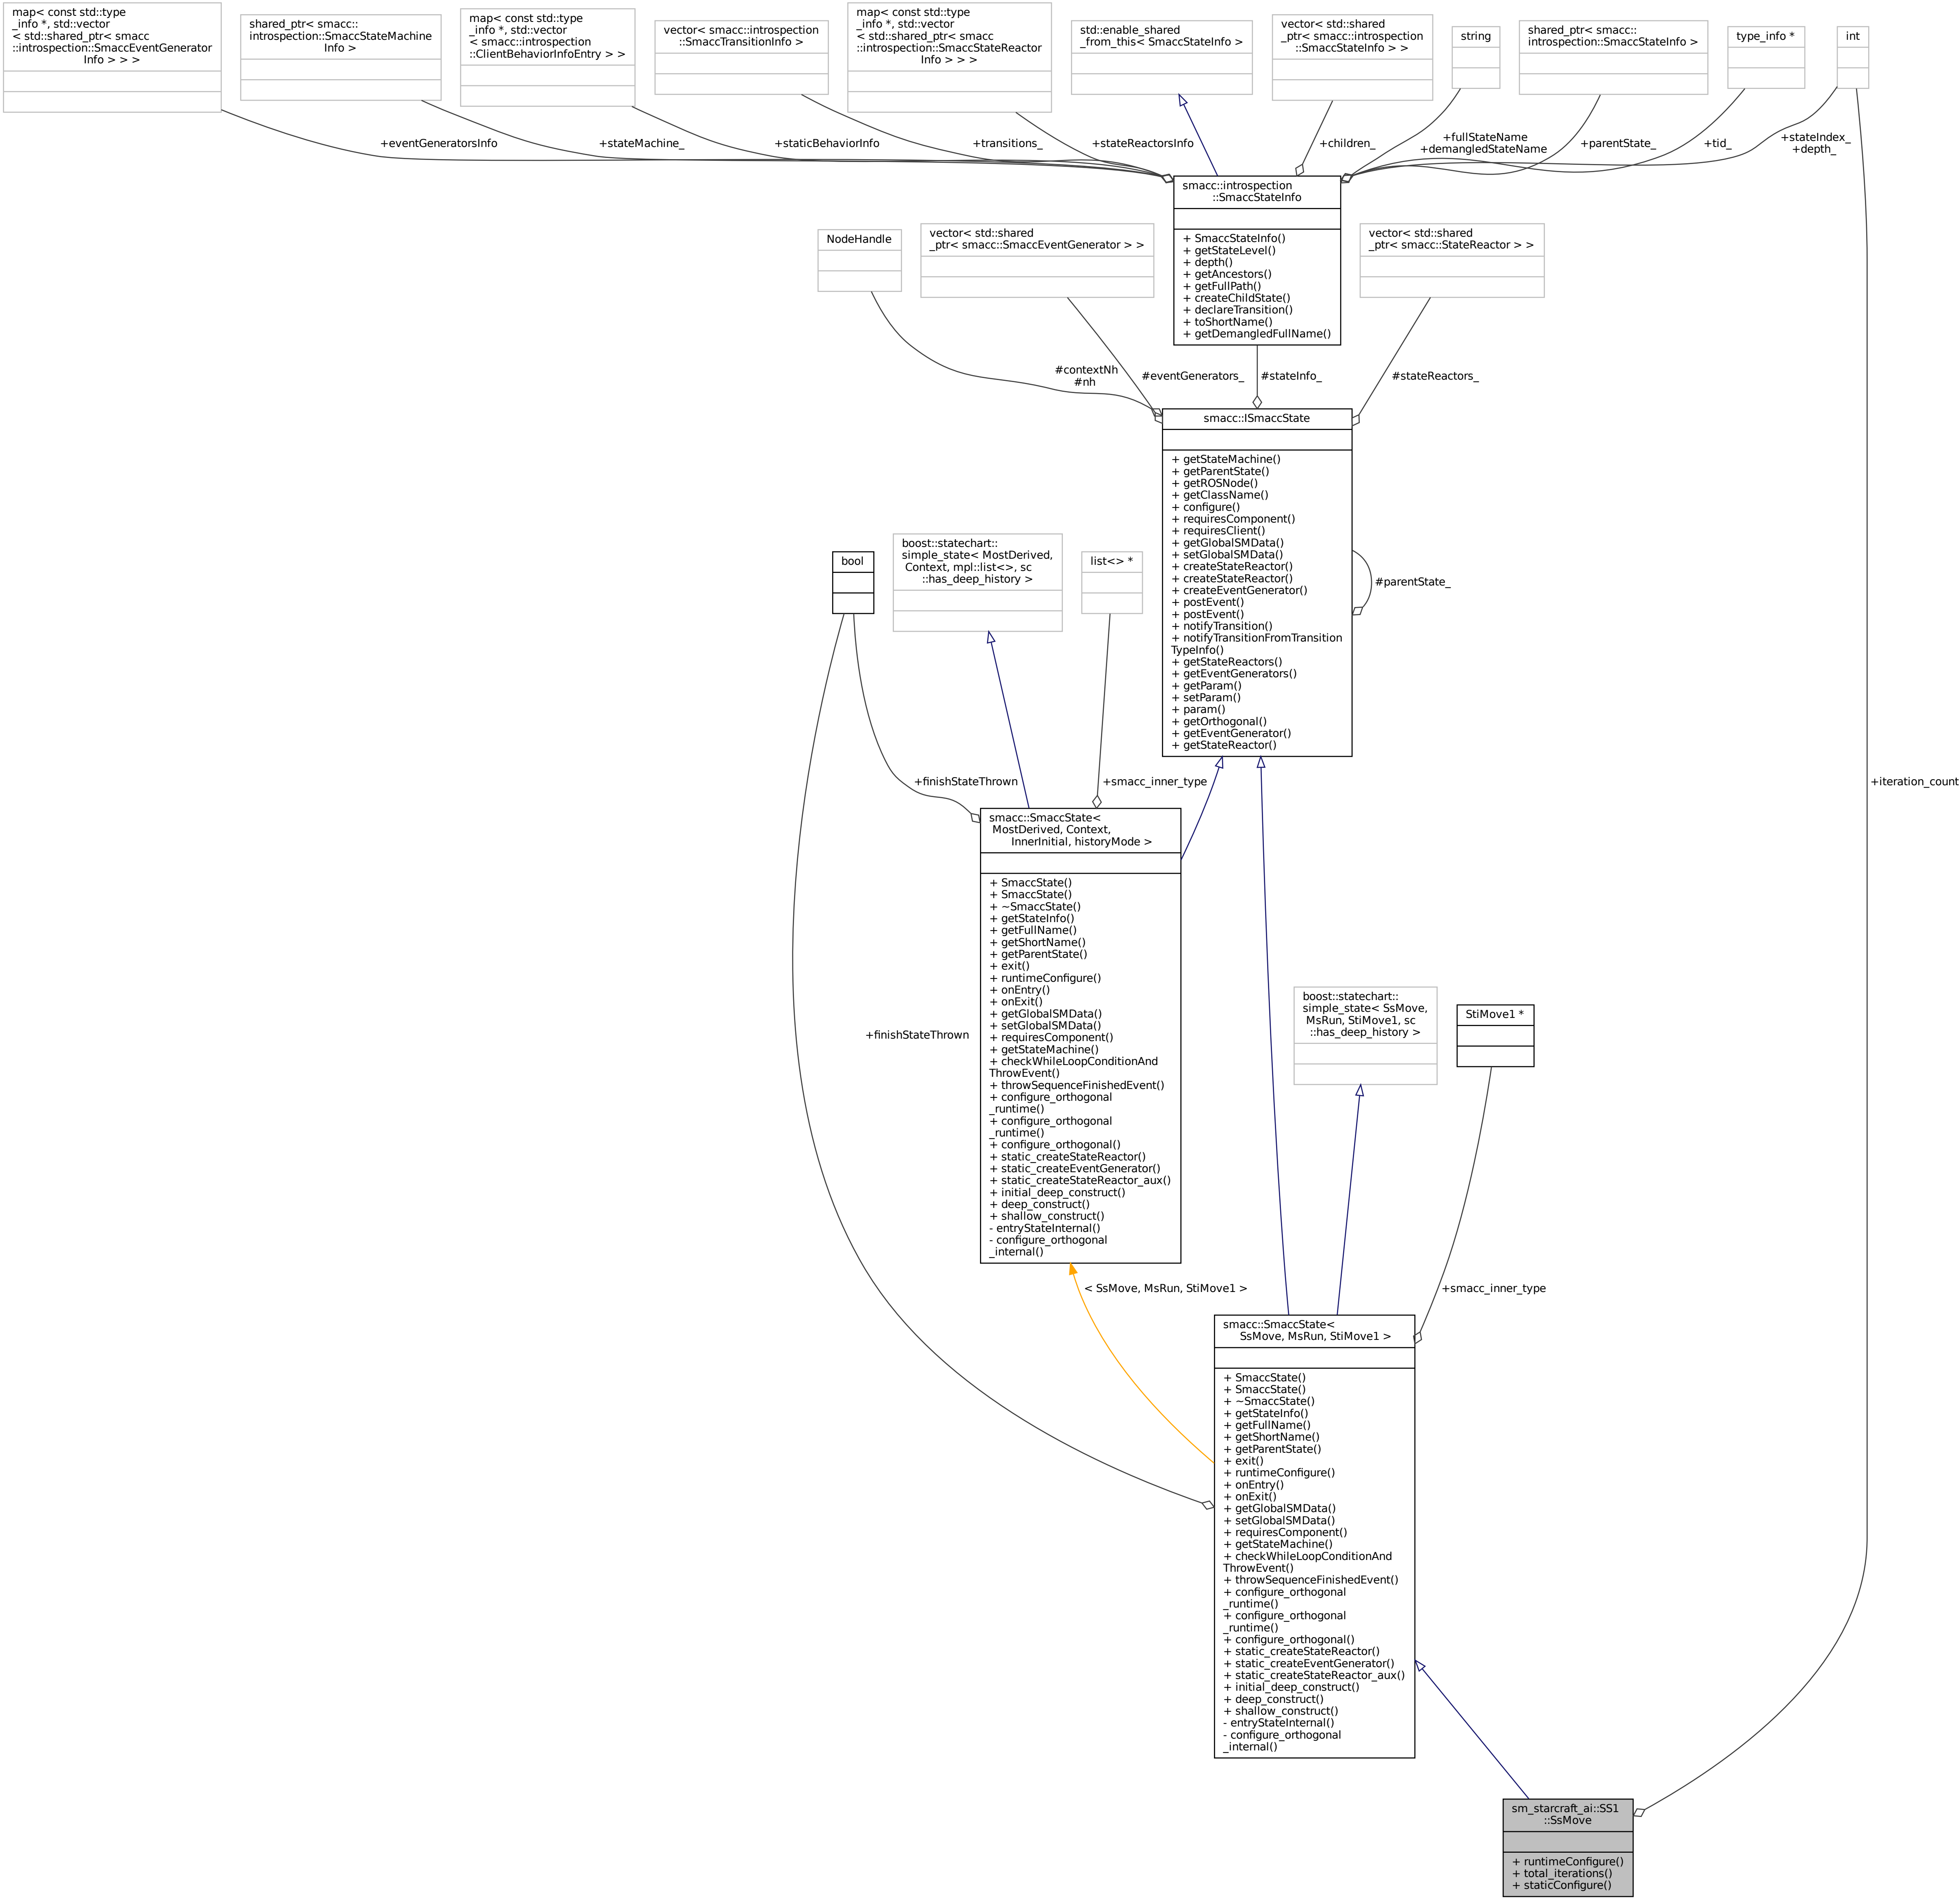 map< const std::type
_info *, std::vector
< std::shared_ptr< smacc
::introspection::SmaccEventGenerator
Info > > >
shared_ptr< smacc::
introspection::SmaccStateMachine
Info >
map< const std::type
_info *, std::vector
< smacc::introspection
::ClientBehaviorInfoEntry > >
vector< smacc::introspection
::SmaccTransitionInfo >
map< const std::type
_info *, std::vector
< std::shared_ptr< smacc
::introspection::SmaccStateReactor
Info > > >
std::enable_shared
_from_this< SmaccStateInfo >
vector< std::shared
_ptr< smacc::introspection
::SmaccStateInfo > >
string
shared_ptr< smacc::
introspection::SmaccStateInfo >
type_info *
int
+eventGeneratorsInfo
+stateMachine_
+staticBehaviorInfo
+transitions_
+stateReactorsInfo
+children_
+fullStateName
+demangledStateName
+parentState_
+tid_
+stateIndex_
+depth_
smacc::introspection
::SmaccStateInfo
+ SmaccStateInfo()
+ getStateLevel()
+ depth()
+ getAncestors()
+ getFullPath()
+ createChildState()
+ declareTransition()
+ toShortName()
+ getDemangledFullName()
NodeHandle
vector< std::shared
_ptr< smacc::SmaccEventGenerator > >
vector< std::shared
_ptr< smacc::StateReactor > >
#contextNh
#nh
#eventGenerators_
#stateInfo_
#stateReactors_
smacc::ISmaccState
+ getStateMachine()
+ getParentState()
+ getROSNode()
+ getClassName()
+ configure()
+ requiresComponent()
+ requiresClient()
+ getGlobalSMData()
+ setGlobalSMData()
+ createStateReactor()
+ createStateReactor()
+ createEventGenerator()
+ postEvent()
+ postEvent()
+ notifyTransition()
+ notifyTransitionFromTransition
TypeInfo()
+ getStateReactors()
+ getEventGenerators()
+ getParam()
+ setParam()
+ param()
+ getOrthogonal()
+ getEventGenerator()
+ getStateReactor()
#parentState_
bool
boost::statechart::
simple_state< MostDerived,
Context, mpl::list<>, sc
::has_deep_history >
list<> *
+finishStateThrown
+smacc_inner_type
+iteration_count
smacc::SmaccState<
MostDerived, Context,
InnerInitial, historyMode >
+ SmaccState()
+ SmaccState()
+ ~SmaccState()
+ getStateInfo()
+ getFullName()
+ getShortName()
+ getParentState()
+ exit()
+ runtimeConfigure()
+ onEntry()
+ onExit()
+ getGlobalSMData()
+ setGlobalSMData()
+ requiresComponent()
+ getStateMachine()
+ checkWhileLoopConditionAnd
ThrowEvent()
+ throwSequenceFinishedEvent()
+ configure_orthogonal
_runtime()
+ configure_orthogonal
_runtime()
+ configure_orthogonal()
+ static_createStateReactor()
+ static_createEventGenerator()
+ static_createStateReactor_aux()
+ initial_deep_construct()
+ deep_construct()
+ shallow_construct()
- entryStateInternal()
- configure_orthogonal
_internal()
+finishStateThrown
boost::statechart::
simple_state< SsMove,
MsRun, StiMove1, sc
::has_deep_history >
StiMove1 *
< SsMove, MsRun, StiMove1 >
+smacc_inner_type
smacc::SmaccState<
SsMove, MsRun, StiMove1 >
+ SmaccState()
+ SmaccState()
+ ~SmaccState()
+ getStateInfo()
+ getFullName()
+ getShortName()
+ getParentState()
+ exit()
+ runtimeConfigure()
+ onEntry()
+ onExit()
+ getGlobalSMData()
+ setGlobalSMData()
+ requiresComponent()
+ getStateMachine()
+ checkWhileLoopConditionAnd
ThrowEvent()
+ throwSequenceFinishedEvent()
+ configure_orthogonal
_runtime()
+ configure_orthogonal
_runtime()
+ configure_orthogonal()
+ static_createStateReactor()
+ static_createEventGenerator()
+ static_createStateReactor_aux()
+ initial_deep_construct()
+ deep_construct()
+ shallow_construct()
- entryStateInternal()
- configure_orthogonal
_internal()
sm_starcraft_ai::SS1
::SsMove
+ runtimeConfigure()
+ total_iterations()
+ staticConfigure()